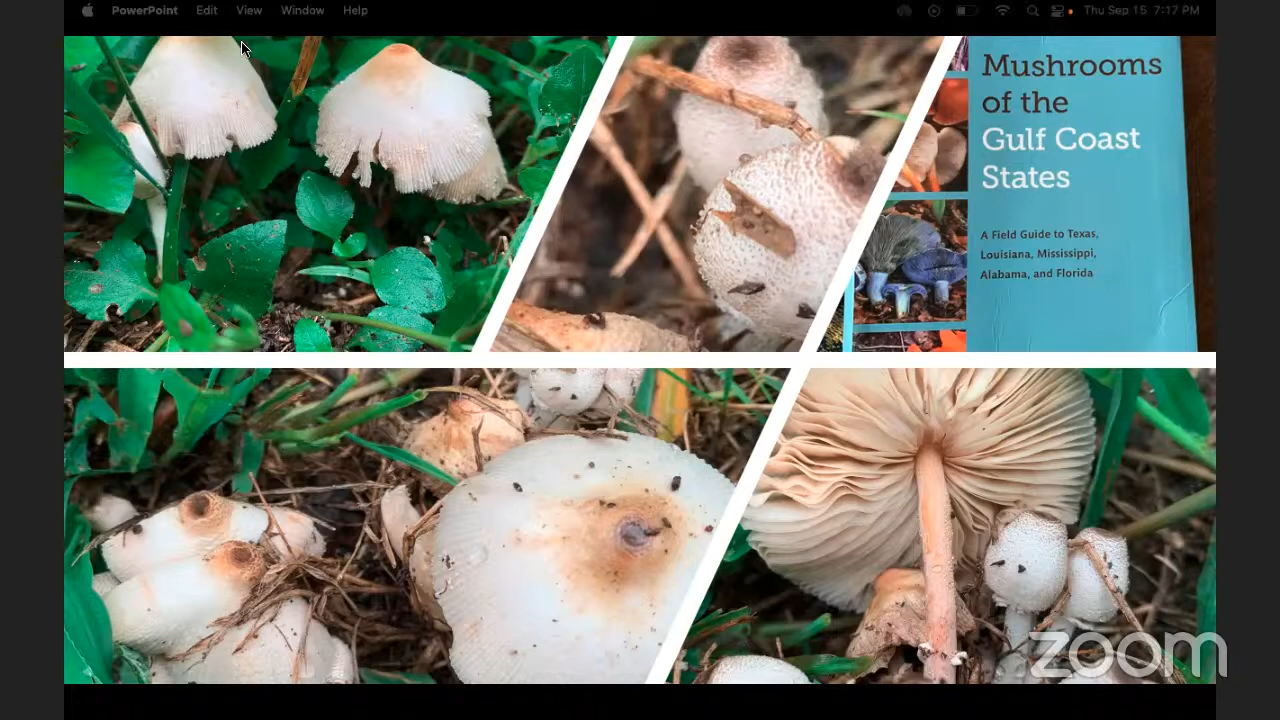 PowerPoint Edit View Window Help Thu Sep 15 7:17 PM
Mushrooms
of the
Gulf Coast
States
A Field Guide to Texas,
Louisiana, Mississippi,
Alabama, and Florida
zoom